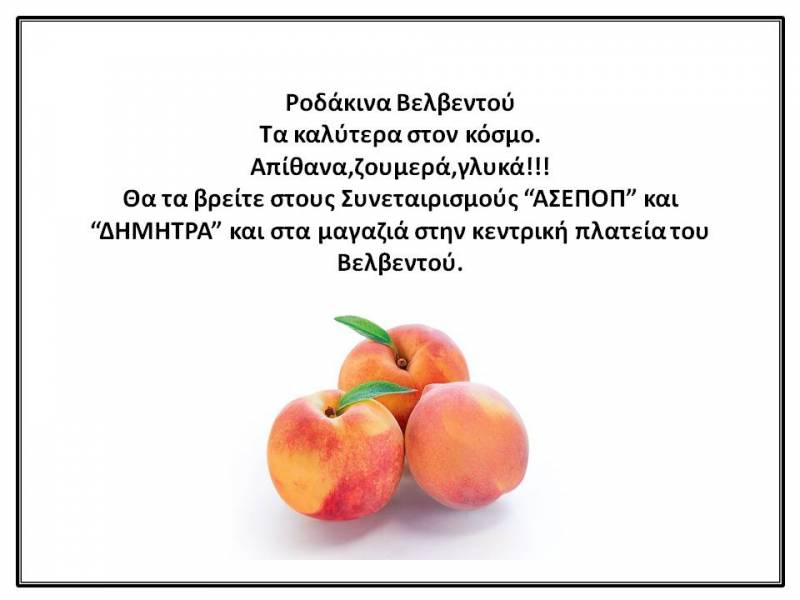 Ροδάκινα Βελβεντού
Τα καλύτερα στον κόσμο.
Απίθανα,ζουμερά,γλυκά!!!
Θα τα βρείτε στους Συνεταιρισμούς “ΑΣΕΠΟΠ” και
“ΔΗΜΗΤΡΑ” και στα μαγαζιά στην κεντρική πλατεία του
Βελβεντού.